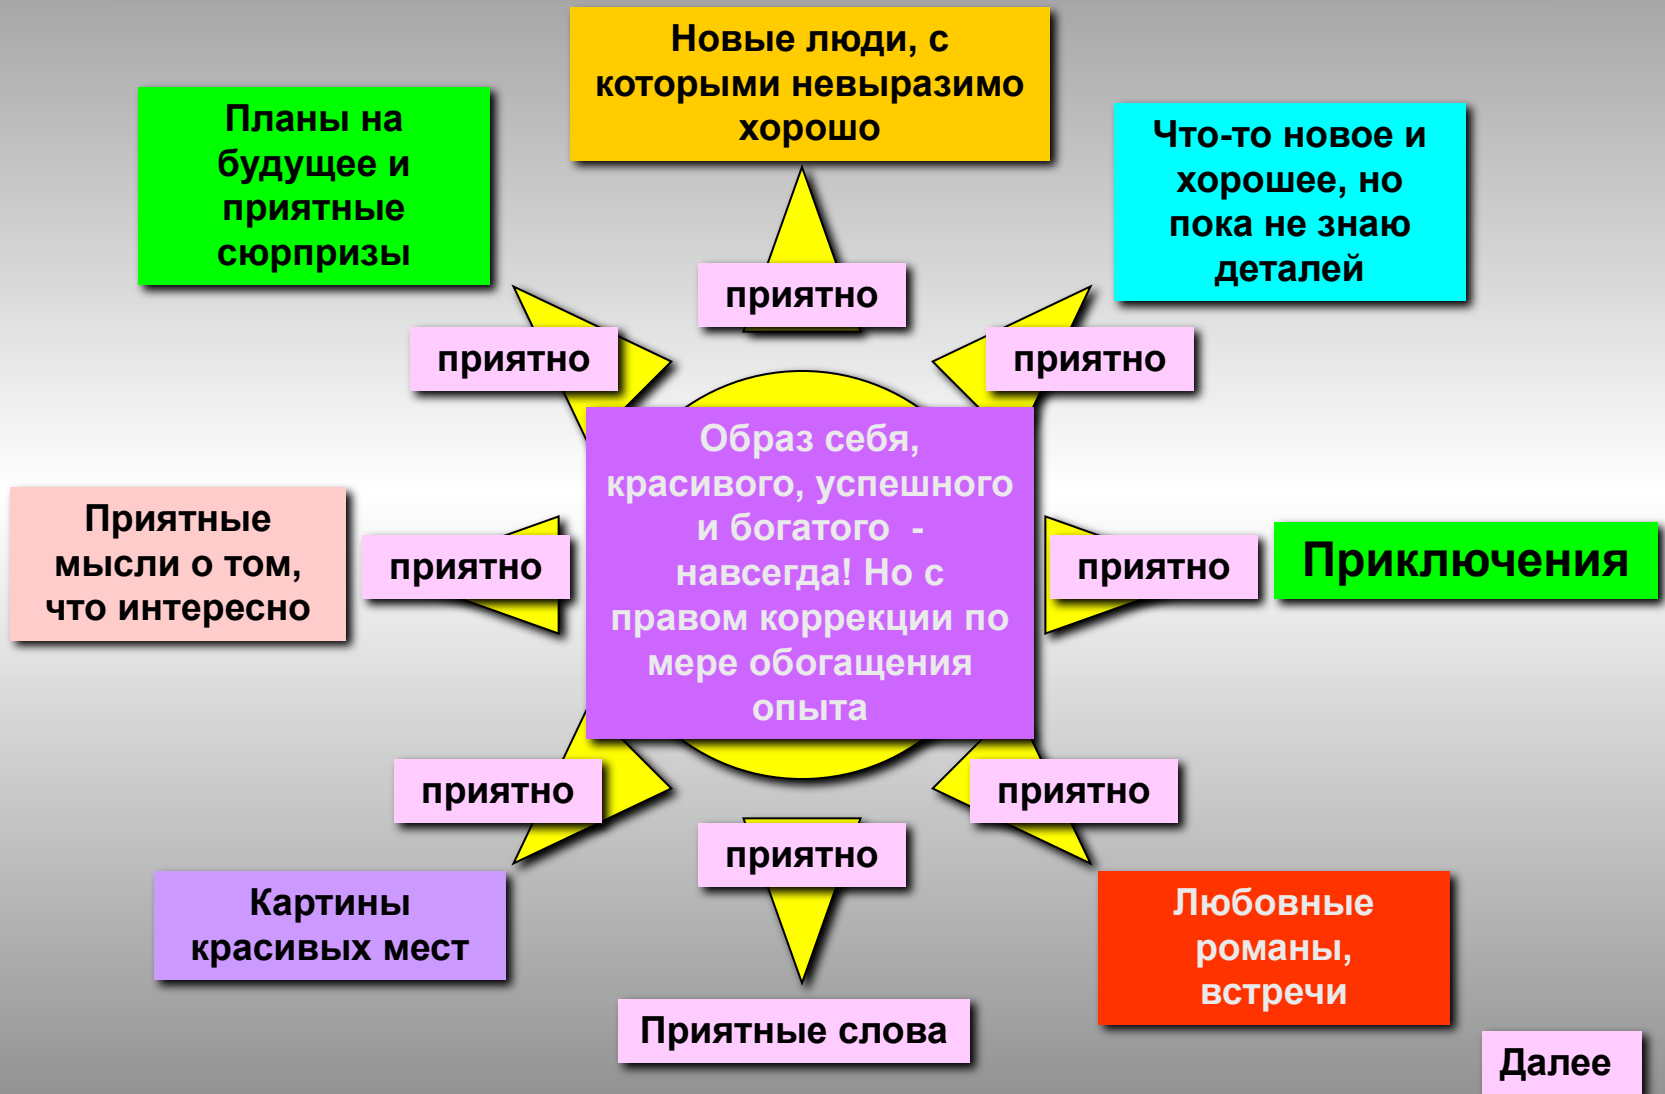 Новые люди, с
которыми невыразимо
хорошо
Планы на
будущее и
приятные
сюрпризы
Что-то новое и
хорошее, но
пока не знаю
деталей
приятно
приятно
приятно
Образ себя,
красивого, успешного
и богатого -
навсегда! Но с
правом коррекции по
мере обогащения
опыта
Приятные
мысли о том,
что интересно
приятно
приятно
Приключения
приятно
приятно
приятно
Картины
красивых мест
Любовные
романы,
встречи
Приятные слова
Далее